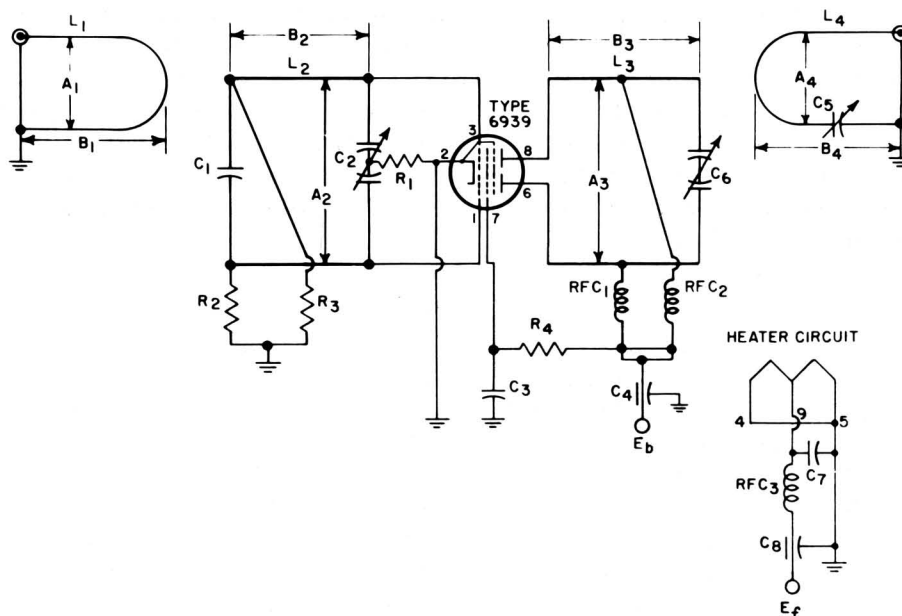 L1
A1
B1
B2
L2
C1
A2
C2
R1
R2
R3
TYPE
6939
3
2
1
7
8
6
B3
L3
A3
C6
RFC1
RFC2
R4
C3
C4
Eb
L4
A4
C5
B4
HEATER CIRCUIT
4
9
5
C7
RFC3
C8
Ef